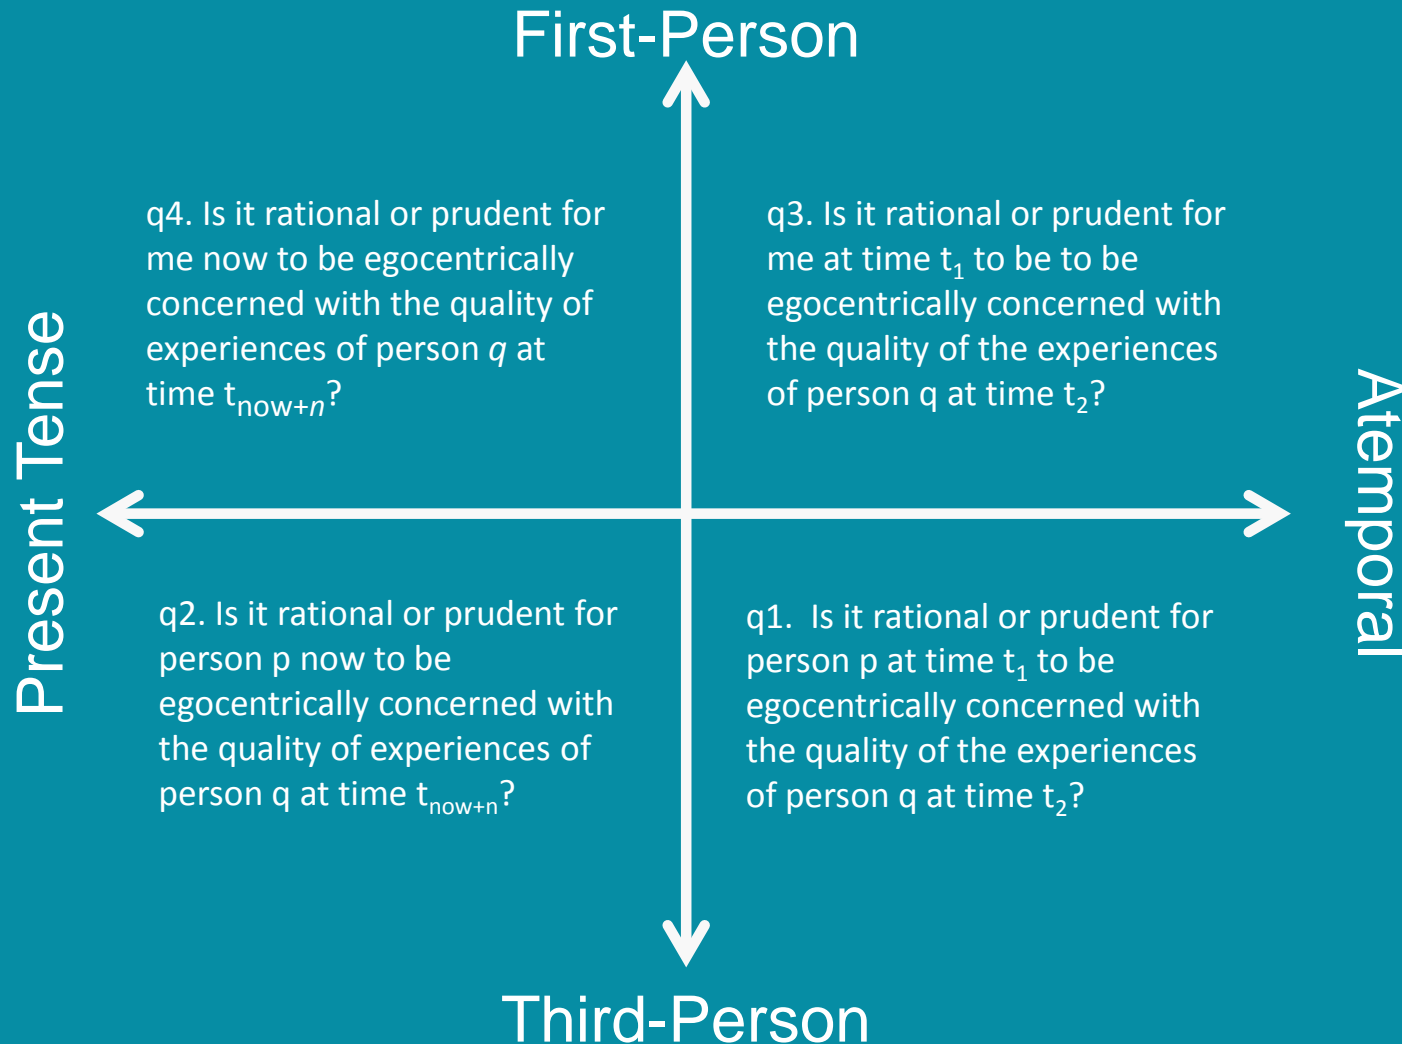 First-Person
q4. Is it rational or prudent for
me now to be egocentrically
concerned with the quality of
experiences of person q at
time tnow+n?
q3. Is it rational or prudent for
me at time t1 to be to be
egocentrically concerned with
the quality of the experiences
of person q at time t2?
Present Tense
Atemporal
q2. Is it rational or prudent for
person p now to be
egocentrically concerned with
the quality of experiences of
person q at time tnow+n?
q1.  Is it rational or prudent for
person p at time t1 to be
egocentrically concerned with
the quality of the experiences
of person q at time t2?
Third-Person